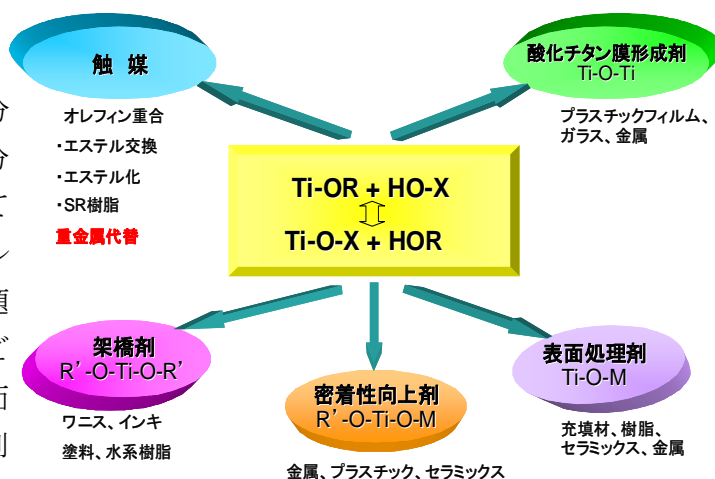 触 媒
オレフィン重合
・エステル交換
・エステル化
・SR樹脂
重金属代替
酸化チタン膜形成剤
Ti-O-Ti
プラスチックフィルム、
ガラス、金属
Ti-OR + HO-X
Ti-O-X + HOR
架橋剤
R'-O-Ti-O-R'
ワニス、インキ
塗料、水系樹脂
密着性向上剤
R'-O-Ti-O-M
金属、プラスチック、セラミックス
表面処理剤
Ti-O-M
充填材、樹脂、
セラミックス、金属